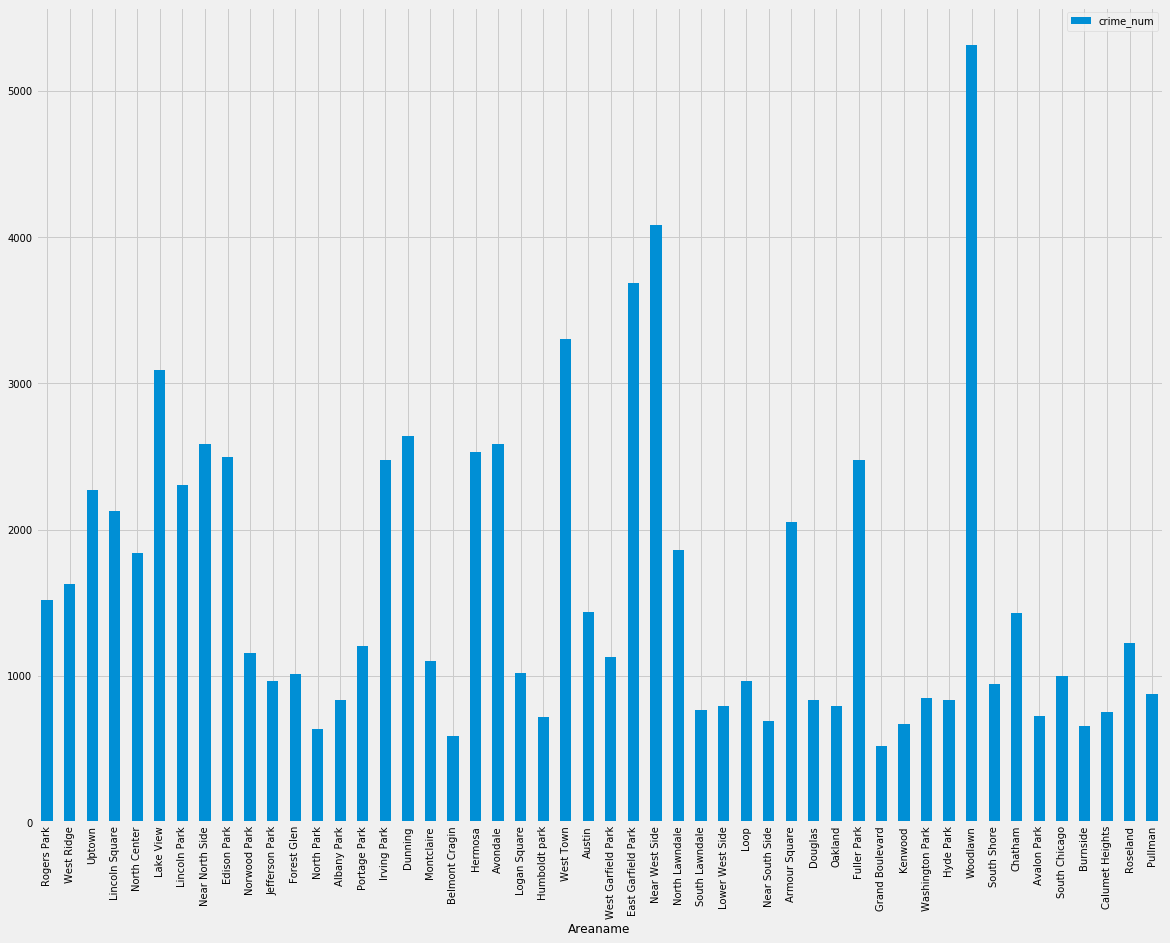 crime_num
5000
4000
3000
2000
1000
0
Rogers Park
West Ridge
Uptown
Lincoln Square
North Center
Lake View
Lincoln Park
Near North Side
Edison Park
Norwood Park
Jefferson Park
Forest Glen
North Park
Albany Park
Portage Park
Irving Park
Dunning
Montclaire
Belmont Cragin
Hermosa
Avondale
Logan Square
Humboldt park
West Town
Austin
West Garfield Park
East Garfield Park
Near West Side
North Lawndale
South Lawndale
Lower West Side
Loop
Near South Side
Armour Square
Douglas
Oakland
Fuller Park
Grand Boulevard
Kenwood
Washington Park
Hyde Park
Woodlawn
South Shore
Chatham
Avalon Park
South Chicago
Burnside
Calumet Heights
Roseland
Pullman
Areaname